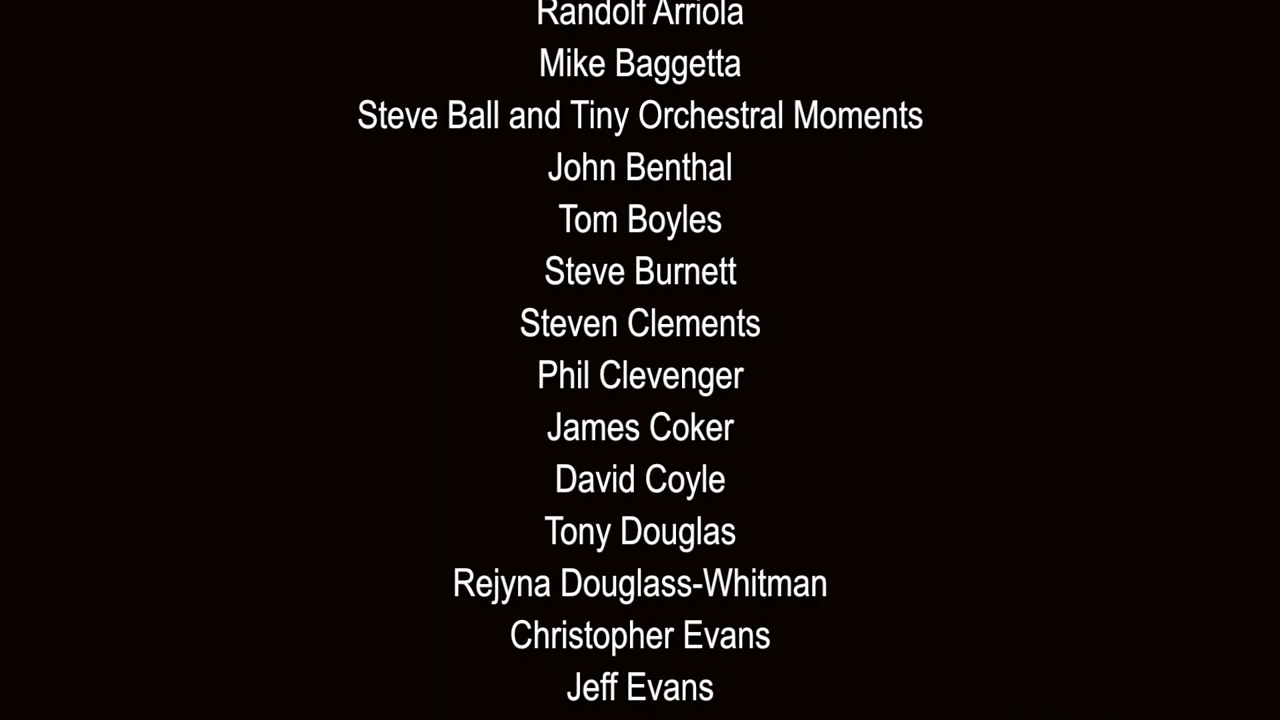 Randolf Arriola
Mike Baggetta
Steve Ball and Tiny Orchestral Moments
John Benthal
Tom Boyles
Steve Burnett
Steven Clements
Phil Clevenger
James Coker
David Coyle
Tony Douglas
Rejyna Douglass-Whitman
Christopher Evans
Jeff Evans